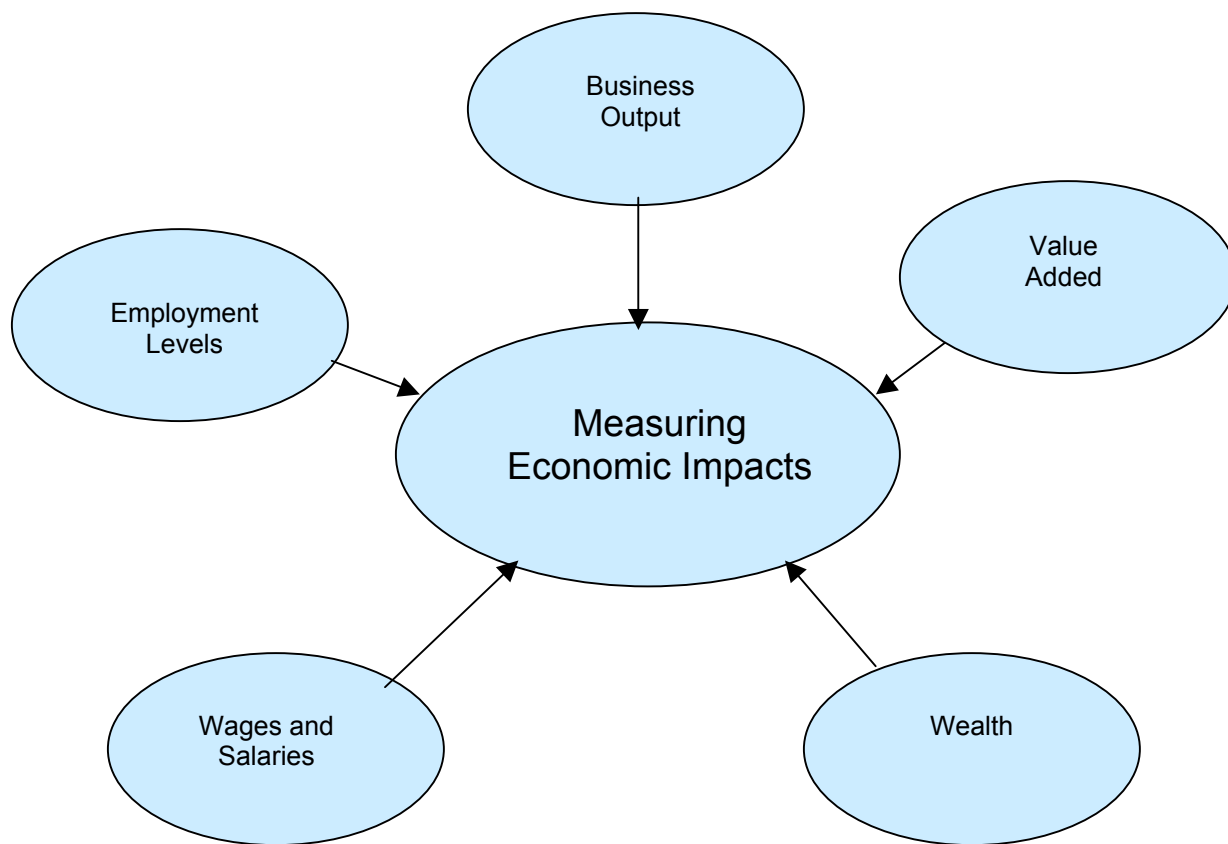 Business
Output
Value
Added
Employment
Levels
Measuring
Economic Impacts
Wages and
Salaries
Wealth